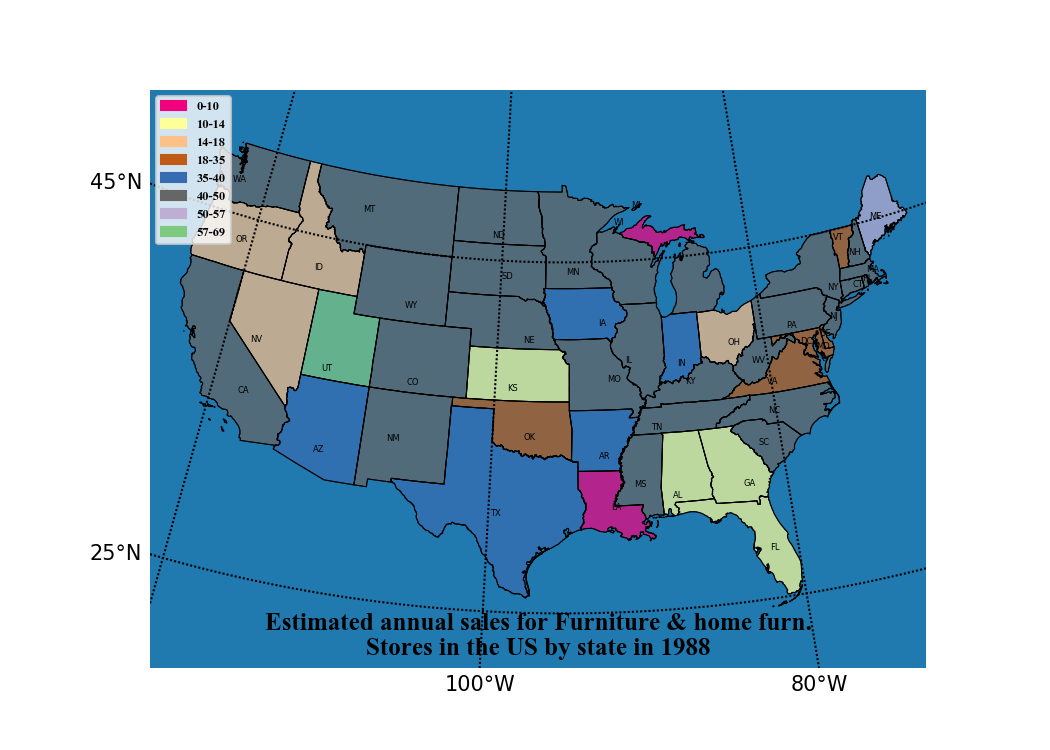 0-10
10-14
14-18
18-35
35-40
40-50
50-57
57-69
45°N
25°N
100°W
80°W
WA
MT
ND
MN
WI
MI
ME
VT
NH
MA
CT
NY
OR
ID
WY
SD
IA
NE
PA
NJ
OH
IN
IL
WV
VA
MD
DC
NV
UT
CO
KS
MO
KY
CA
AZ
NM
OK
AR
TN
NC
SC
TX
LA
MS
AL
GA
FL
Estimated annual sales for Furniture & home furn.
Stores in the US by state in 1988